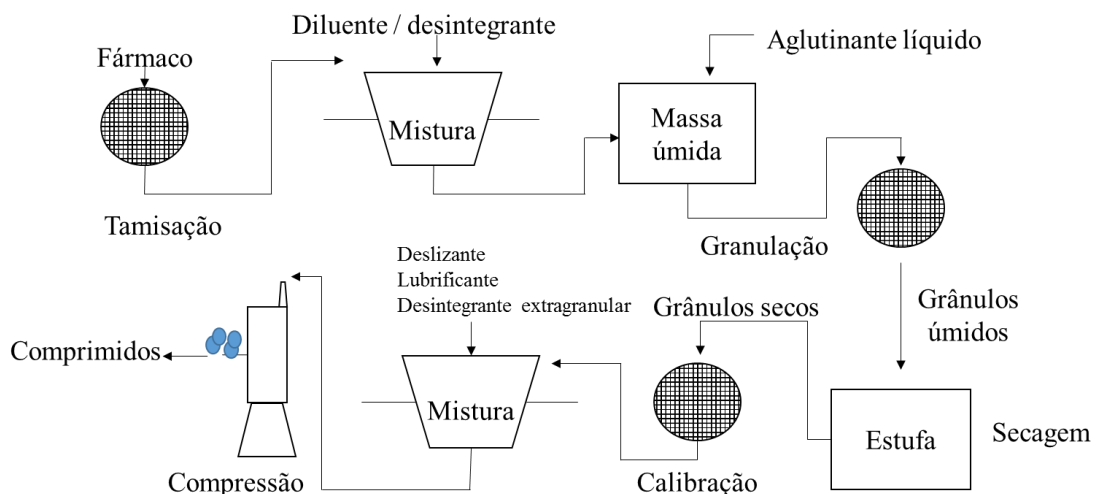 Diluente / desintegrante
Fármaco
Aglutinante líquido
Mistura
Massa
úmida
Tamisação
Granulação
Deslizante
Lubrificante
Desintegrante extragranular
Grânulos secos
Grânulos
úmidos
Comprimidos
Mistura
Estufa
Secagem
Compressão
Calibração